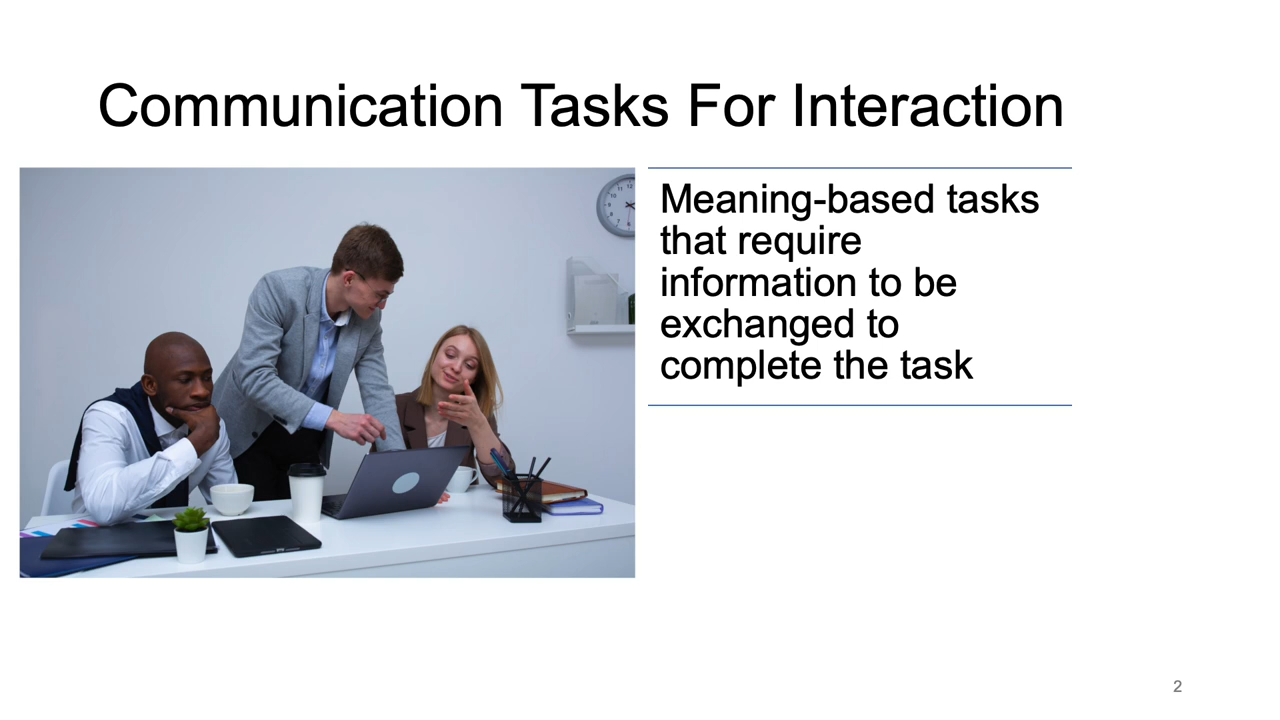 Communication Tasks For Interaction
Meaning-based tasks
that require
information to be
exchanged to
complete the task
2